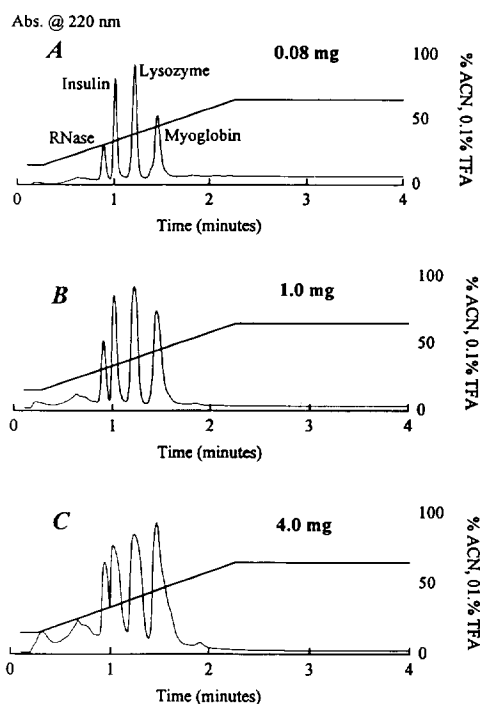 Abs. @ 220 nm
A
0.08 mg
100
Lysozyme
Insulin
50
RNase
Myoglobin
0
% ACN, 0.1% TFA
0 1 2 3 4
Time (minutes)
B
1.0 mg
100
50
0
% ACN, 0.1% TFA
0 1 2 3 4
Time (minutes)
C
4.0 mg
100
50
0
% ACN, 01.% TFA
0 1 2 3 4
Time (minutes)